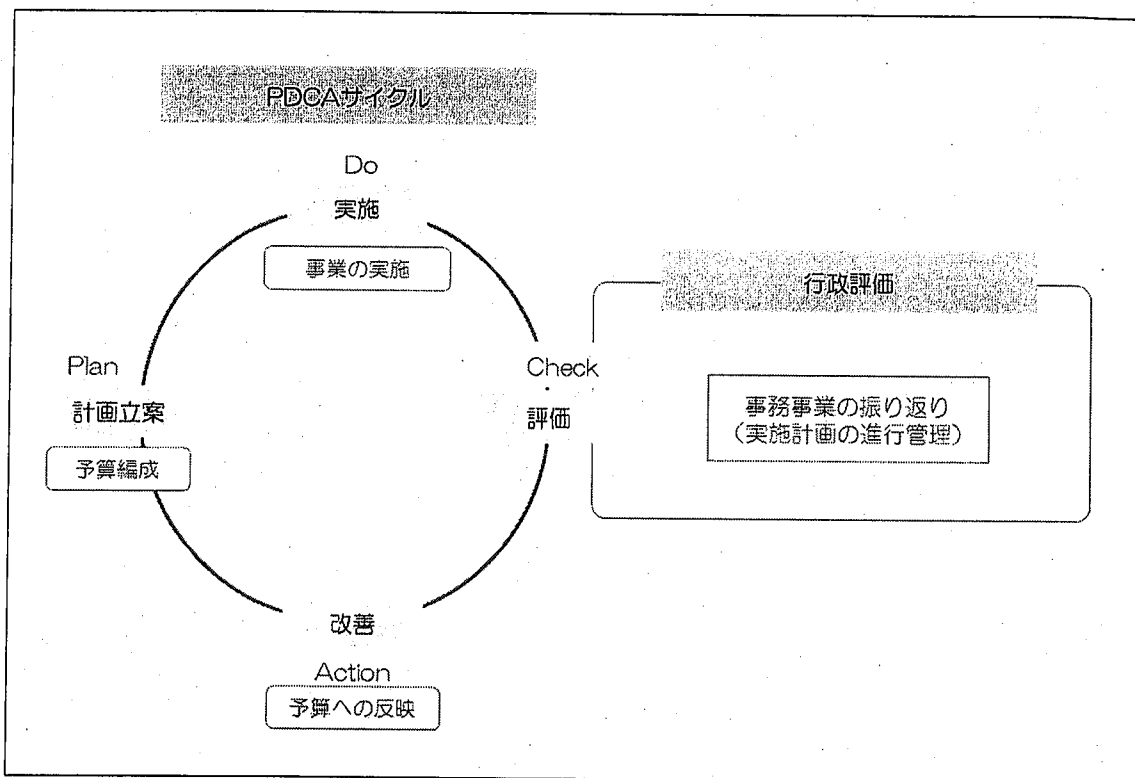 PDCAサイクル
Do
実施
事業の実施
行政評価
Plan
計画立案
予算編成
Check
評価
事務事業の振り返り
(実施計画の進行管理)
改善
Action
予算への反映